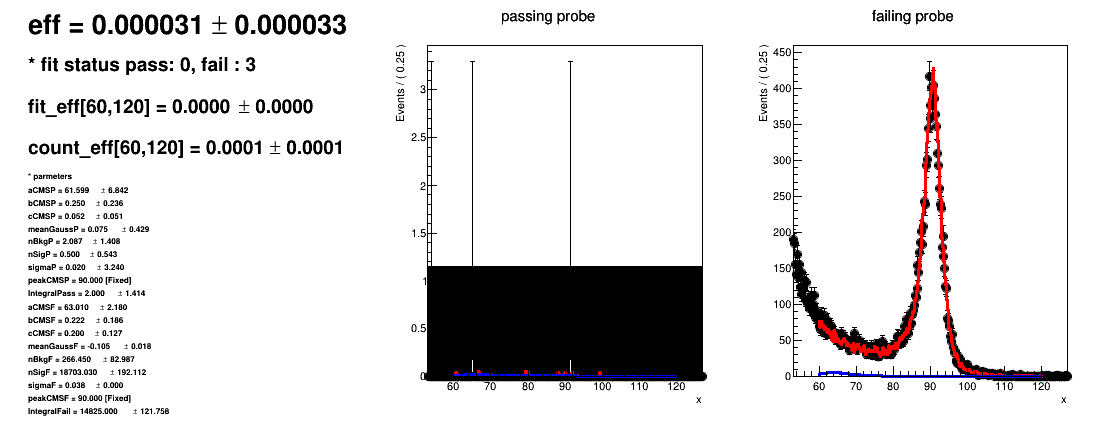 eff = 0.000031 ± 0.000033
* fit status pass: 0, fail : 3
fit_eff[60,120] = 0.0000 ± 0.0000
count_eff[60,120] = 0.0001 ± 0.0001
* parmeters
aCMSP = 61.599 ± 6.842
bCMSP = 0.250 ± 0.236
cCMSP = 0.052 ± 0.051
meanGaussP = 0.075 ± 0.429
nBkgP = 2.087 ± 1.408
nSigP = 0.500 ± 0.543
sigmaP = 0.020 ± 3.240
peakCMSP = 90.000 [Fixed]
IntegralPass = 2.000 ± 1.414
aCMSF = 63.010 ± 2.180
bCMSF = 0.222 ± 0.186
cCMSF = 0.200 ± 0.127
meanGaussF = -0.105 ± 0.018
nBkgF = 266.450 ± 82.987
nSigF = 18703.030 ± 192.112
sigmaF = 0.038 ± 0.000
peakCMSF = 90.000 [Fixed]
IntegralFail = 14825.000 ± 121.758
passing probe
Events / ( 0.25 )
3
2.5
2
1.5
1
0.5
0
60 70 80 90 100 110 120
x
failing probe
Events / ( 0.25 )
450
400
350
300
250
200
150
100
50
0
60 70 80 90 100 110 120
x